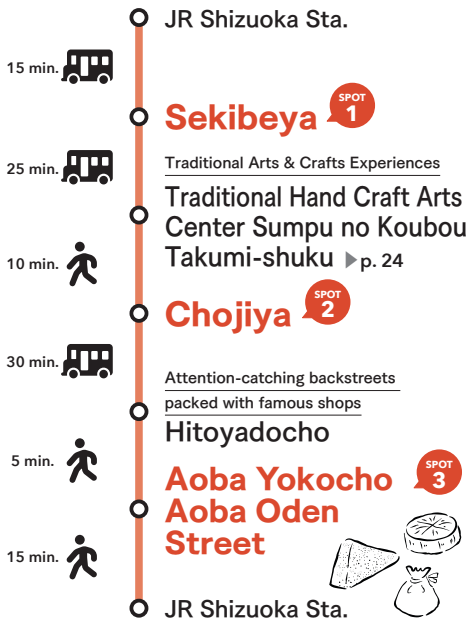 JR Shizuoka Sta.
15 min.
Sekibeya
SPOT
1
25 min.
Traditional Arts & Crafts Experiences
Traditional Hand Craft Arts
Center Sumpu no Koubou
Takumi-shuku ▶p. 24
10 min.
Chojiya
SPOT
2
30 min.
Attention-catching backstreets
packed with famous shops
Hitoyadocho
5 min.
Aoba Yokocho
Aoba Oden
Street
SPOT
3
15 min.
JR Shizuoka Sta.